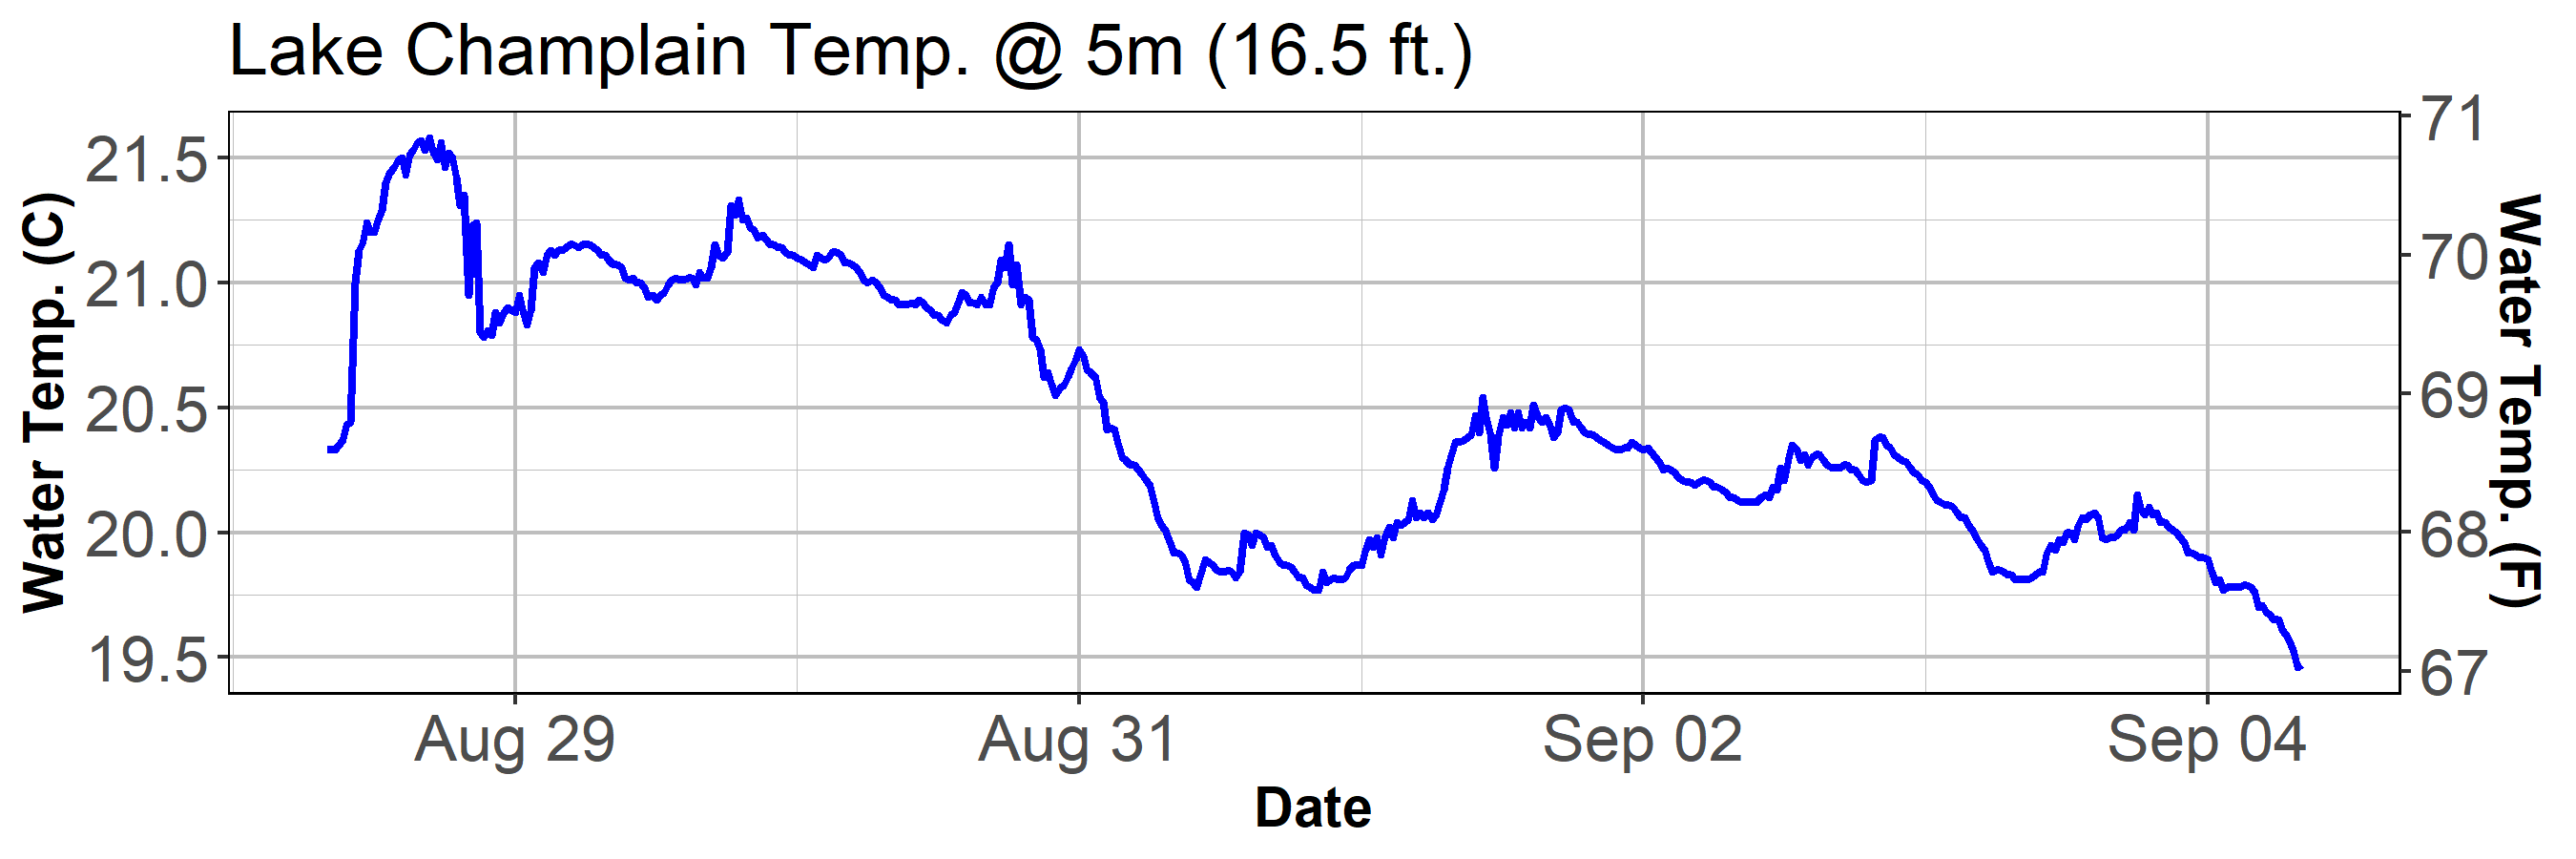 Lake Champlain Temp. @ 5m (16.5 ft.)
Water Temp. (C)
21.5
21.0
20.5
20.0
19.5
71
70
69
68
67
Water Temp. (F)
Aug 29
Aug 31
Sep 02
Sep 04
Date